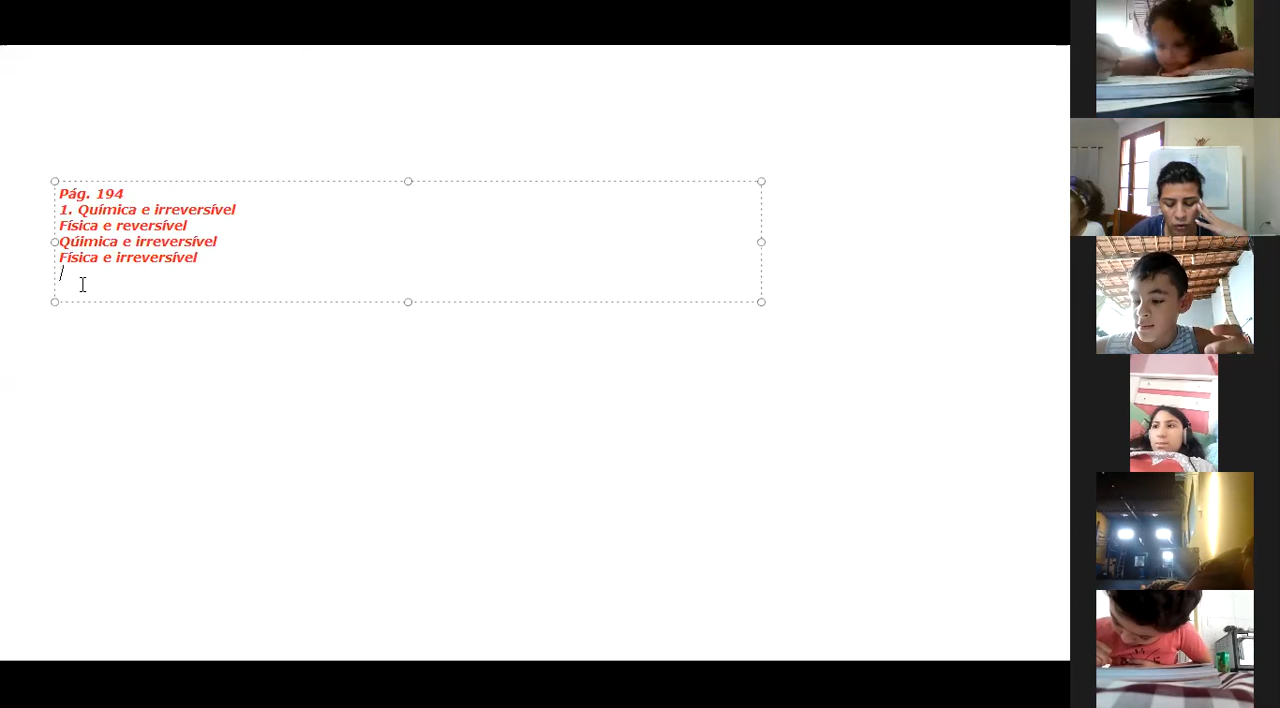 Pág. 194
1. Química e irreversível
Física e reversível
Qúimica e irreversível
Física e irreversível